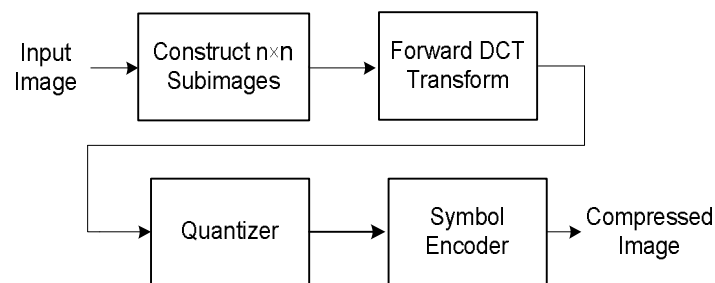 Input
Image
Construct n×n
Subimages
Forward DCT
Transform
Quantizer
Symbol
Encoder
Compressed
Image